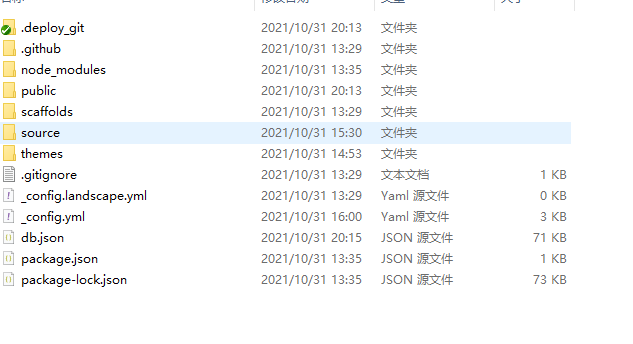 .deploy_git 2021/10/31 20:13 文件夹
.github 2021/10/31 13:29 文件夹
node_modules 2021/10/31 13:35 文件夹
public 2021/10/31 20:13 文件夹
scaffolds 2021/10/31 13:29 文件夹
source 2021/10/31 15:30 文件夹
themes 2021/10/31 14:53 文件夹
.gitignore 2021/10/31 13:29 文本文档 1 KB
_config.landscape.yml 2021/10/31 13:29 Yaml 源文件 0 KB
_config.yml 2021/10/31 16:00 Yaml 源文件 3 KB
db.json 2021/10/31 20:15 JSON 源文件 71 KB
package.json 2021/10/31 13:35 JSON 源文件 1 KB
package-lock.json 2021/10/31 13:35 JSON 源文件 73 KB